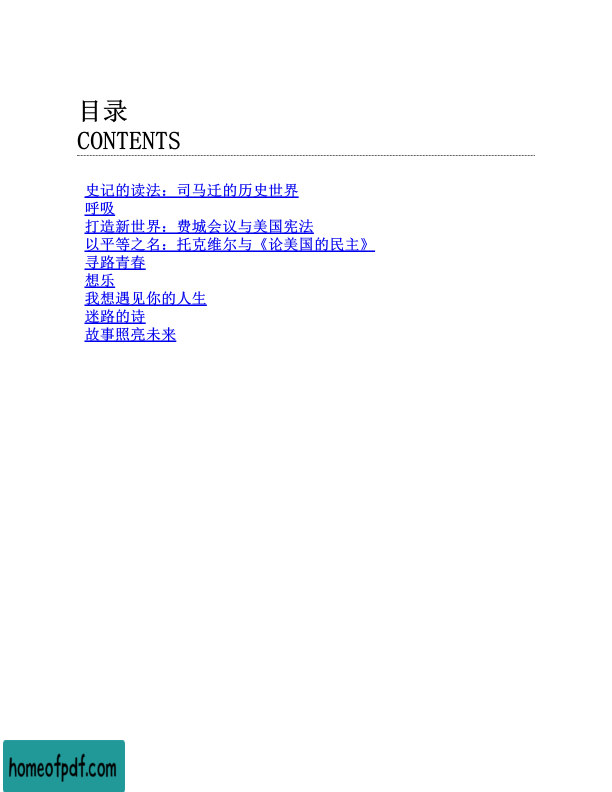 目录
CONTENTS
史记的读法：司马迁的历史世界
呼吸
打造新世界：费城会议与美国宪法
以平等之名：托克维尔与《论美国的民主》
寻路青春
想乐
我想遇见你的人生
迷路的诗
故事照亮未来
homeofpdf.com